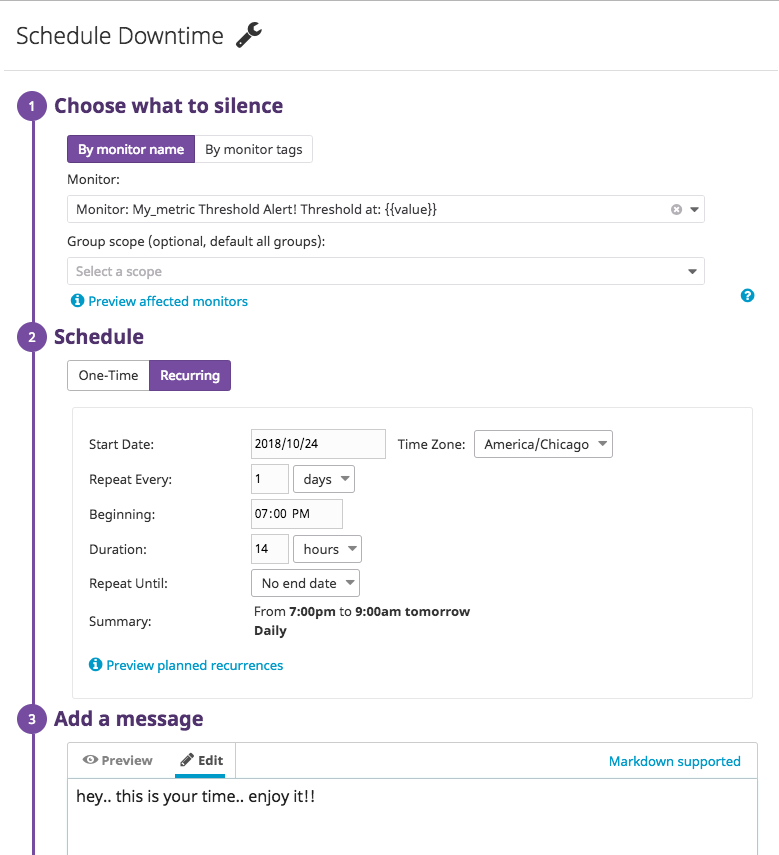 Schedule Downtime
1 Choose what to silence
By monitor name By monitor tags
Monitor:
Monitor: My_metric Threshold Alert! Threshold at: {{value}}
Group scope (optional, default all groups):
Select a scope
Preview affected monitors
2 Schedule
One-Time Recurring
Start Date: 2018/10/24 Time Zone: America/Chicago
Repeat Every: 1 days
Beginning: 07:00 PM
Duration: 14 hours
Repeat Until: No end date
Summary: From 7:00pm to 9:00am tomorrow
Daily
Preview planned recurrences
3 Add a message
Preview Edit Markdown supported
hey.. this is your time.. enjoy it!!